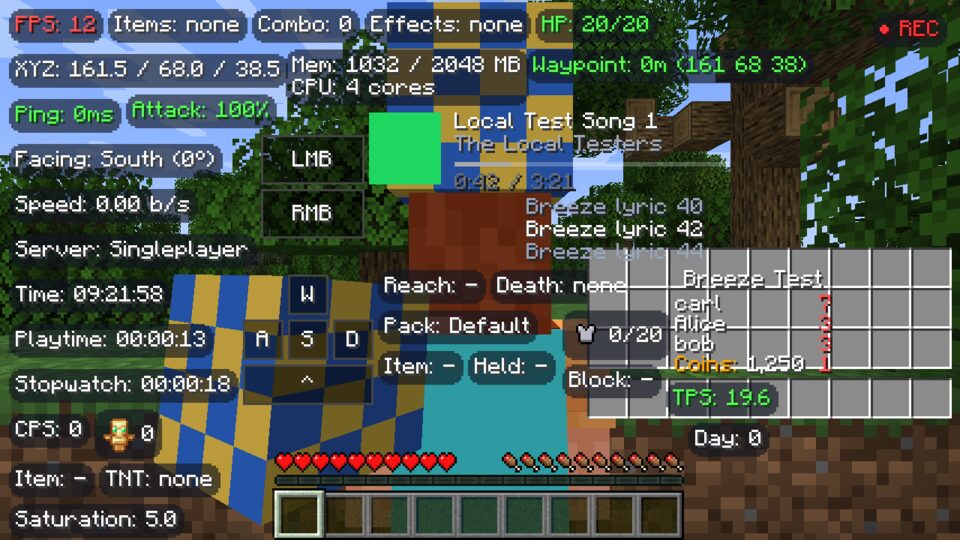 FPS: 12 Items: none Combo: 0 Effects: none HP: 20/20 REC
XYZ: 161.5 / 68.0 / 38.5 Mem: 1032 / 2048 MB Waypoint: 0m (161 68 38)
CPU: 4 cores
Ping: 0ms Attack: 100%
Local Test Song 1
The Local Testers
Facing: South (0°) LMB
0:42 / 3:21
Speed: 0.00 b/s RMB
Breeze lyric 40
Breeze lyric 42
Server: Singleplayer
Breeze lyric 44
Breeze Test
Reach: - Death: none
Time: 09:21:58 W
carl 7
Alice 3
Pack: Default 0/20
Playtime: 00:00:13 A S D
bob 3
Coins: 1,250 1
Item: - Held: - Block: -
Stopwatch: 00:00:18 ^
TPS: 19.6
CPS: 0 0
Day: 0
Item: - TNT: none
Saturation: 5.0